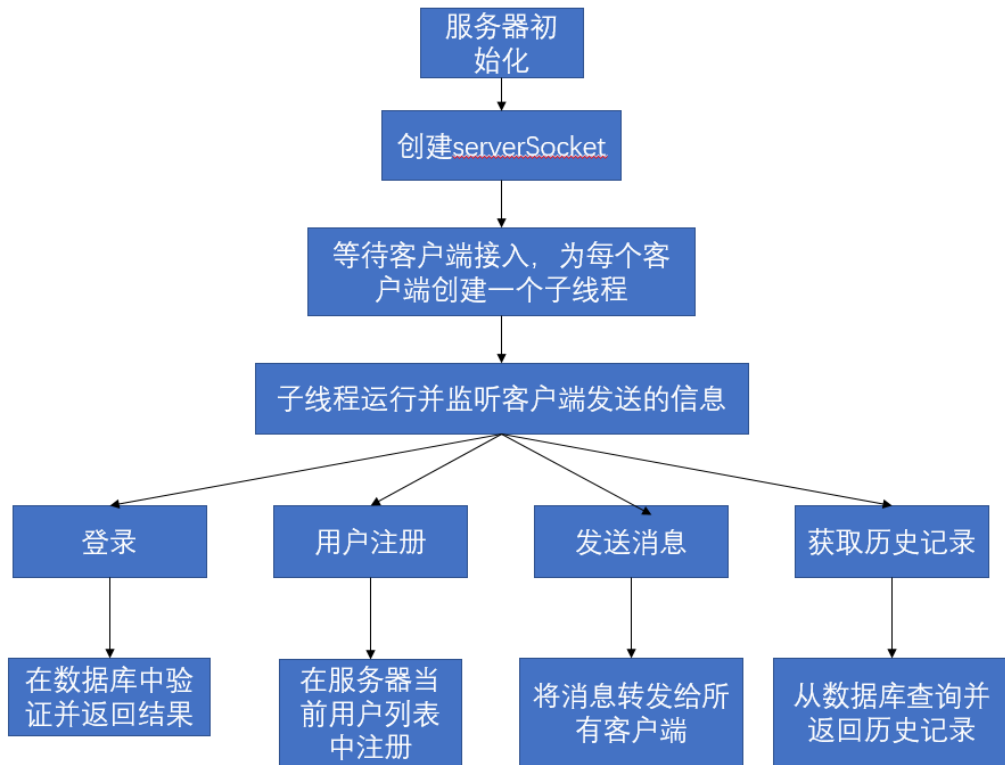 服务器初
始化
创建serverSocket
等待客户端接入，为每个客
户端创建一个子线程
子线程运行并监听客户端发送的信息
登录
用户注册
发送消息
获取历史记录
在数据库中验
证并返回结果
在服务器当
前用户列表
中注册
将消息转发给所
有客户端
从数据库查询并
返回历史记录